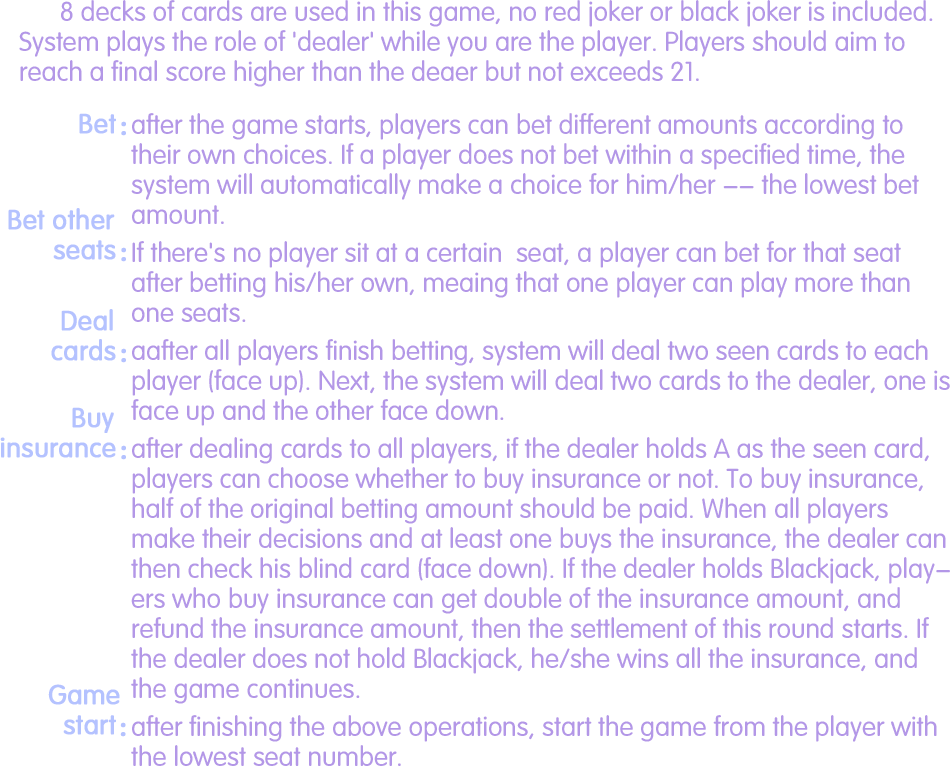 8 decks of cards are used in this game, no red joker or black joker is included.
System plays the role of 'dealer' while you are the player. Players should aim to
reach a final score higher than the deaer but not exceeds 21.
Bet: after the game starts, players can bet different amounts according to
their own choices. If a player does not bet within a specified time, the
system will automatically make a choice for him/her –– the lowest bet
amount.
Bet other
seats: If there's no player sit at a certain  seat, a player can bet for that seat
after betting his/her own, meaing that one player can play more than
one seats.
Deal
cards: aafter all players finish betting, system will deal two seen cards to each
player (face up). Next, the system will deal two cards to the dealer, one is
face up and the other face down.
Buy
insurance: after dealing cards to all players, if the dealer holds A as the seen card,
players can choose whether to buy insurance or not. To buy insurance,
half of the original betting amount should be paid. When all players
make their decisions and at least one buys the insurance, the dealer can
then check his blind card (face down). If the dealer holds Blackjack, play–
ers who buy insurance can get double of the insurance amount, and
refund the insurance amount, then the settlement of this round starts. If
the dealer does not hold Blackjack, he/she wins all the insurance, and
the game continues.
Game
start: after finishing the above operations, start the game from the player with
the lowest seat number.